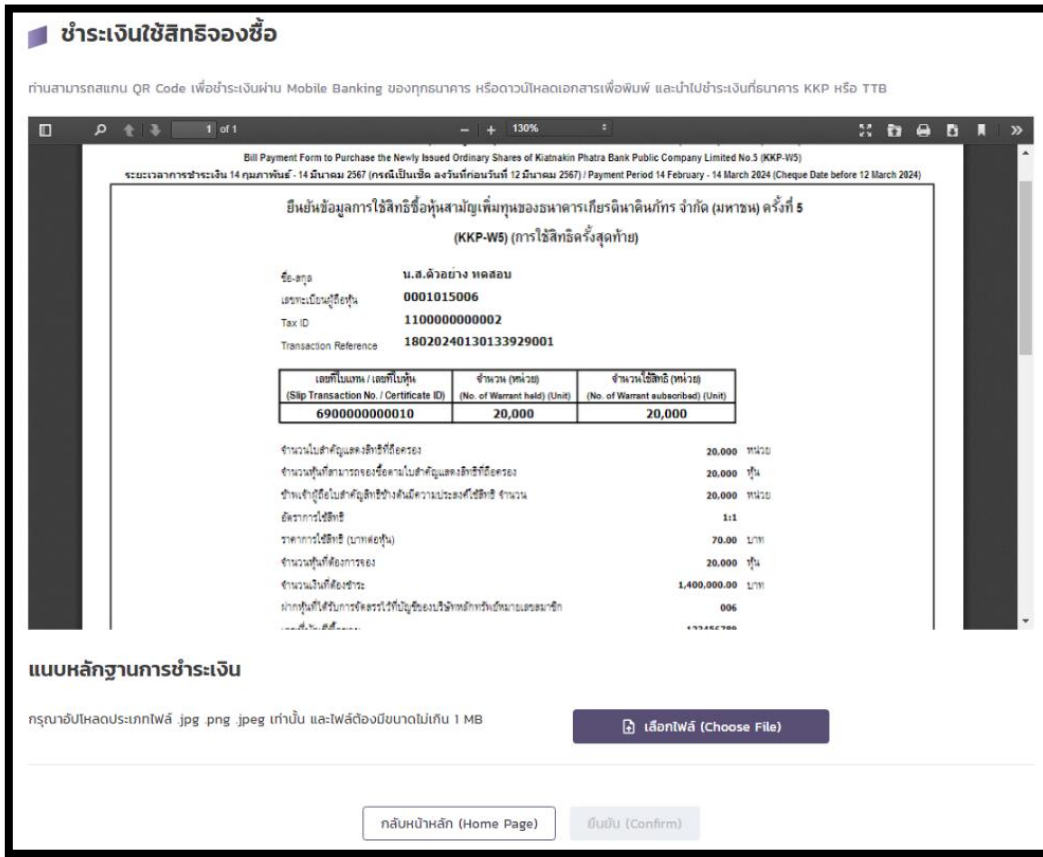 ชำระเงินใช้สิทธิจองซื้อ
ท่านสามารถสแกน QR Code เพื่อชำระเงินผ่าน Mobile Banking ของทุกธนาคาร หรือดาวน์โหลดเอกสารเพื่อพิมพ์ และนำไปชำระเงินที่ธนาคาร KKP หรือ TTB
1 of 1 − + 130%
Bill Payment Form to Purchase the Newly Issued Ordinary Shares of Kiatnakin Phatra Bank Public Company Limited No.5 (KKP-W5)
ระยะเวลาการชำระเงิน 14 กุมภาพันธ์ - 14 มีนาคม 2567 (กรณีเป็นเช็ค ลงวันที่ก่อนวันที่ 12 มีนาคม 2567) / Payment Period 14 February - 14 March 2024 (Cheque Date before 12 March 2024)
ยืนยันข้อมูลการใช้สิทธิซื้อหุ้นสามัญเพิ่มทุนของธนาคารเกียรตินาคินภัทร จำกัด (มหาชน) ครั้งที่ 5
(KKP-W5) (การใช้สิทธิครั้งสุดท้าย)
ชื่อ-สกุล น.ส.ตัวอย่าง ทดสอบ
เลขทะเบียนผู้ถือหุ้น 0001015006
Tax ID 1100000000002
Transaction Reference 18020240130133929001
เลขที่ใบแทน / เลขที่ใบหุ้น จำนวน (หน่วย) จำนวนใช้สิทธิ (หน่วย)
(Slip Transaction No. / Certificate ID) (No. of Warrant held) (Unit) (No. of Warrant subscribed) (Unit)
6900000000010 20,000 20,000
จำนวนใบสำคัญแสดงสิทธิที่ถือครอง 20,000 หน่วย
จำนวนหุ้นที่สามารถจองซื้อตามใบสำคัญแสดงสิทธิที่ถือครอง 20,000 หุ้น
ข้าพเจ้าผู้ถือใบสำคัญสิทธิข้างต้นมีความประสงค์ใช้สิทธิ จำนวน 20,000 หน่วย
อัตราการใช้สิทธิ 1:1
ราคาการใช้สิทธิ (บาทต่อหุ้น) 70.00 บาท
จำนวนหุ้นที่ต้องการจอง 20,000 หุ้น
จำนวนเงินที่ต้องชำระ 1,400,000.00 บาท
ฝากหุ้นที่ได้รับการจัดสรรไว้ที่บัญชีของบริษัทหลักทรัพย์หมายเลขสมาชิก 006
แนบหลักฐานการชำระเงิน
กรุณาอัปโหลดประเภทไฟล์ .jpg .png .jpeg เท่านั้น และไฟล์ต้องมีขนาดไม่เกิน 1 MB
เลือกไฟล์ (Choose File)
กลับหน้าหลัก (Home Page) ยืนยัน (Confirm)